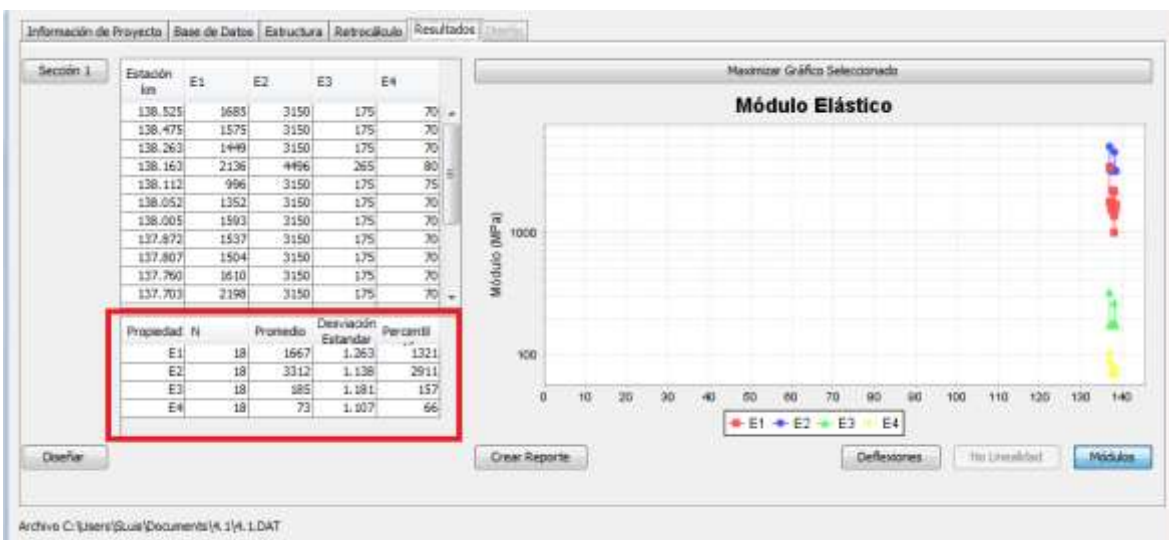 Información de Proyecto Base de Datos Estructura Retrocálculo Resultados Diseño
Sección 1
Maximizar Gráfico Seleccionado
Estación km E1 E2 E3 E4
138.525 1685 3150 175 70
138.475 1575 3150 175 70
138.263 1449 3150 175 70
138.163 2136 4496 265 80
138.112 996 3150 175 75
138.052 1352 3150 175 70
138.005 1593 3150 175 70
137.872 1537 3150 175 70
137.807 1504 3150 175 70
137.760 1610 3150 175 70
137.703 2198 3150 175 70
Propiedad N Promedio Desviación Estandar Percentil
E1 18 1667 1.263 1321
E2 18 3312 1.138 2911
E3 18 185 1.181 157
E4 18 73 1.107 66
Módulo Elástico
Módulo (MPa)
1000
100
0 10 20 30 40 50 60 70 80 90 100 110 120 130 140
E1 E2 E3 E4
Diseñar
Crear Reporte
Deflexiones
No Linealidad
Módulos
Archivo C:\Users\SLuis\Documents\4.1\4.1.DAT